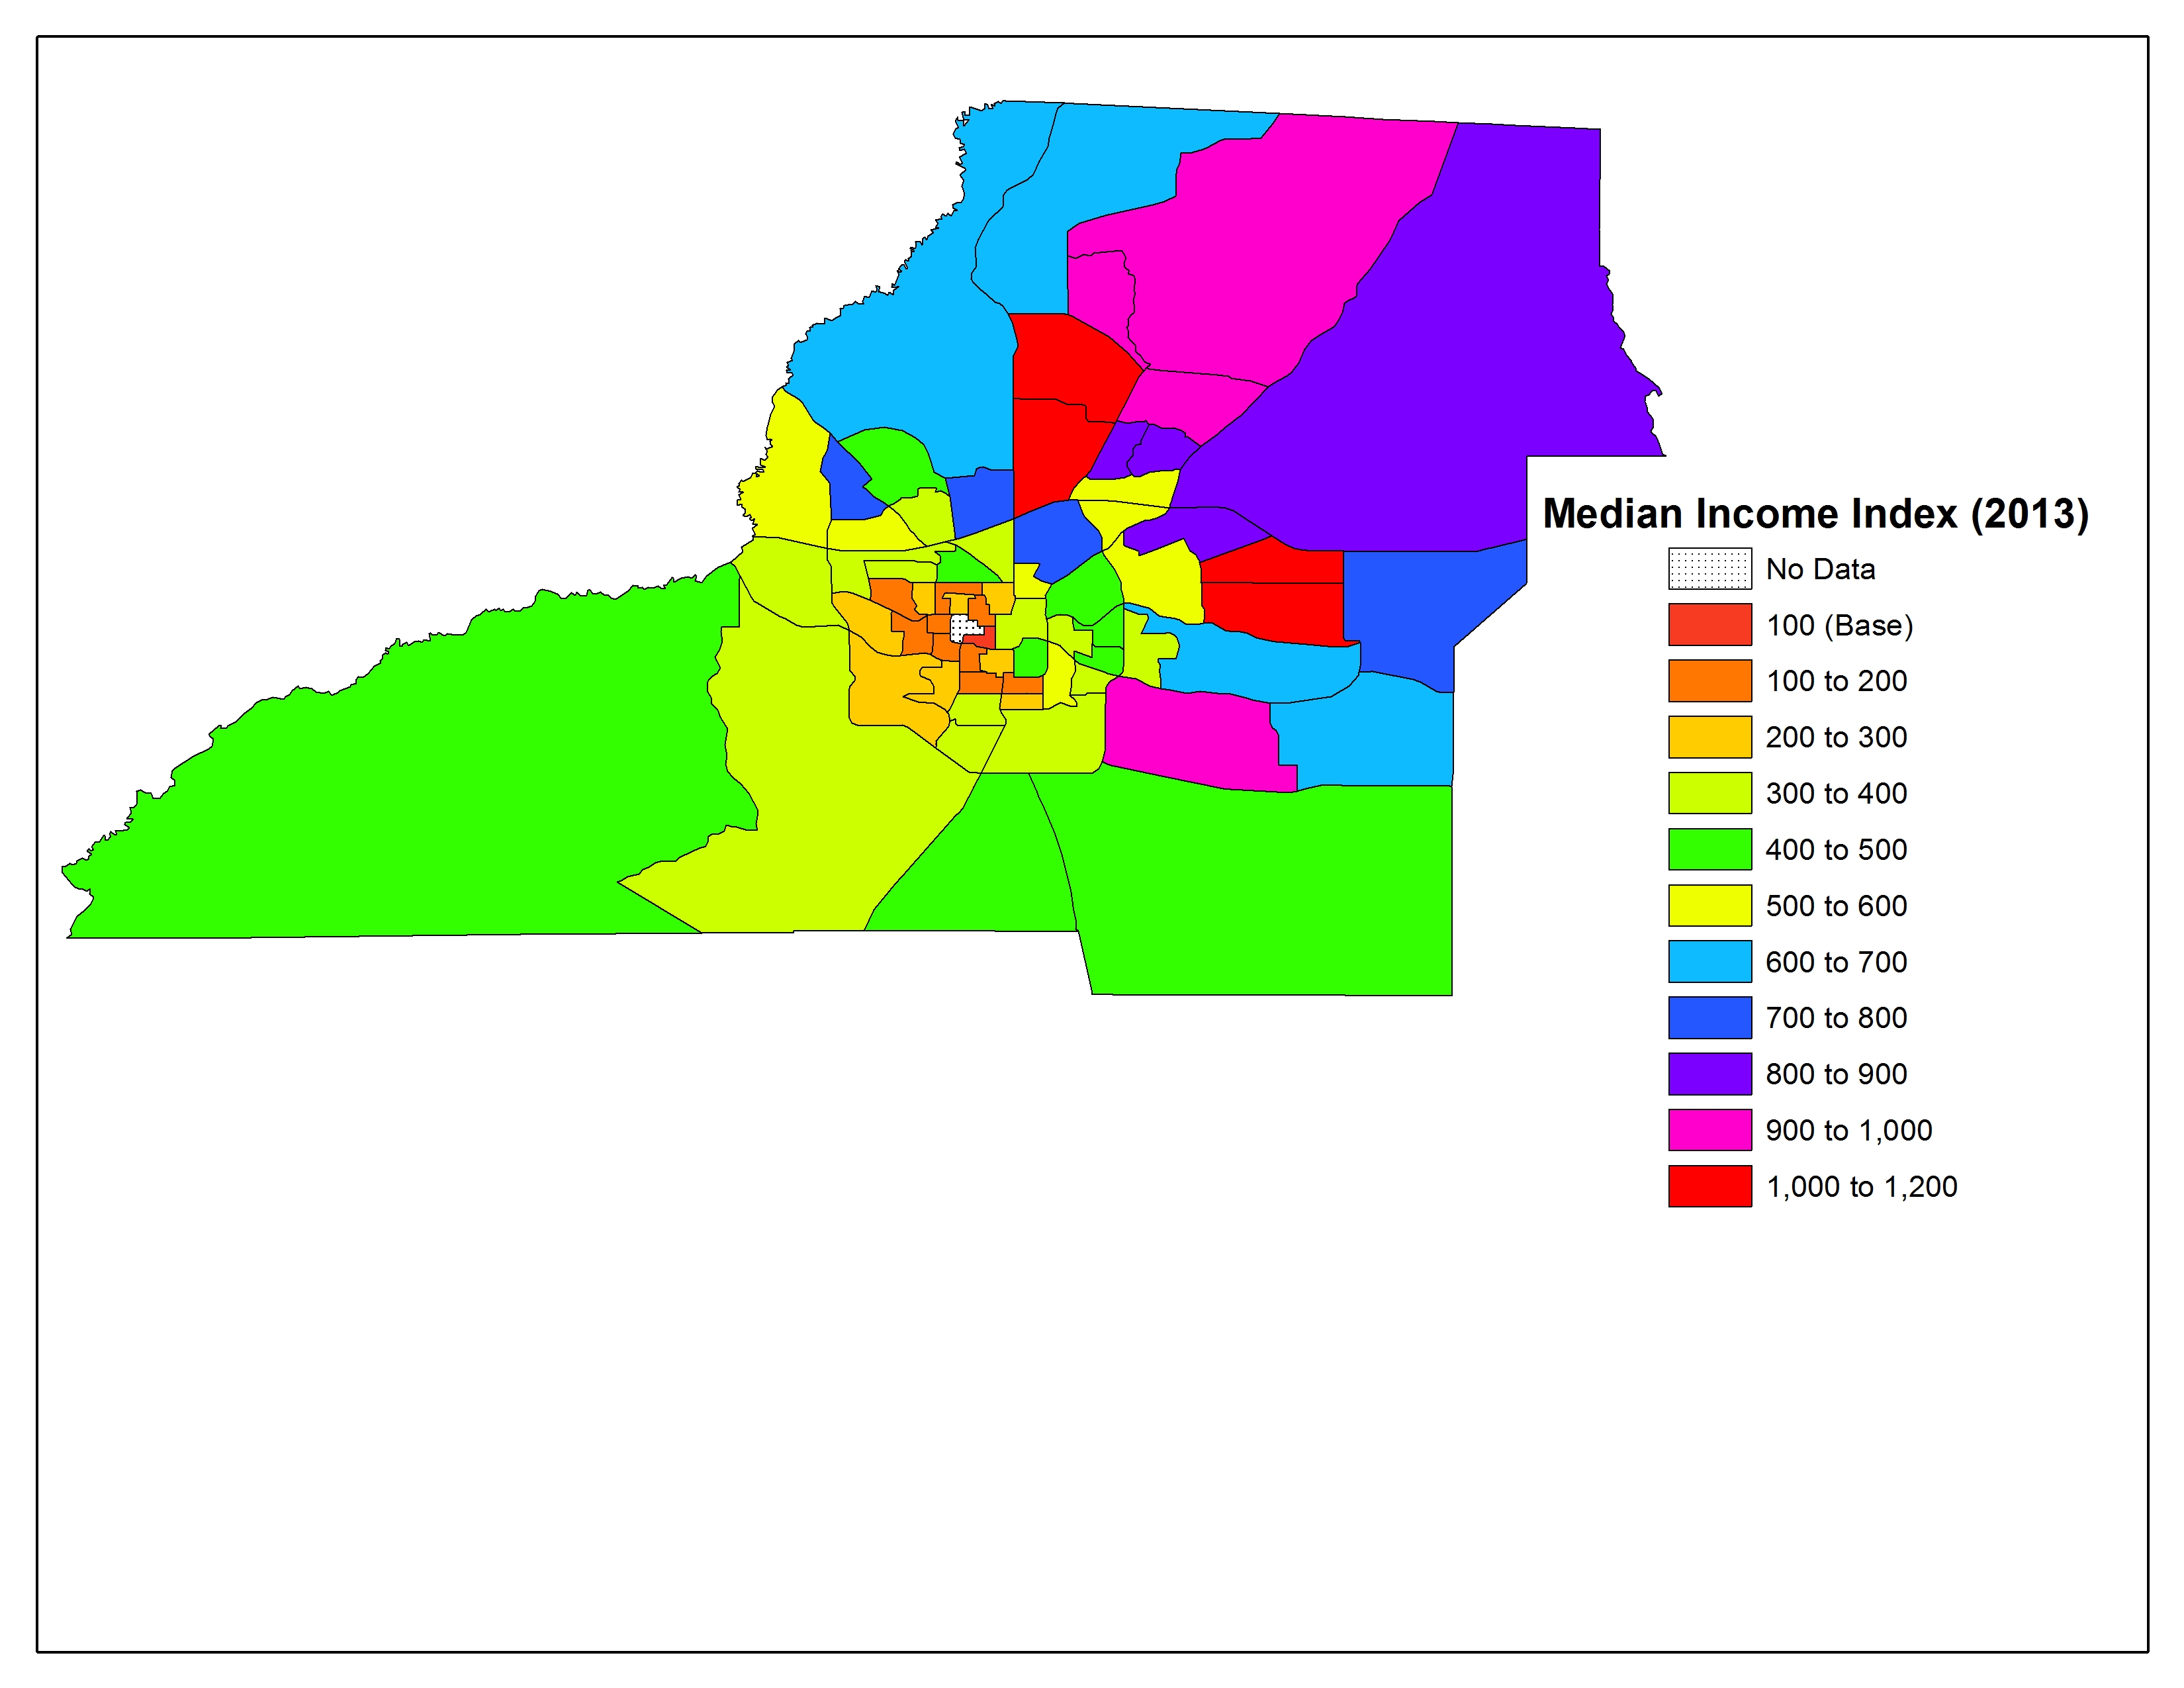 Median Income Index (2013)
No Data
100 (Base)
100 to 200
200 to 300
300 to 400
400 to 500
500 to 600
600 to 700
700 to 800
800 to 900
900 to 1,000
1,000 to 1,200